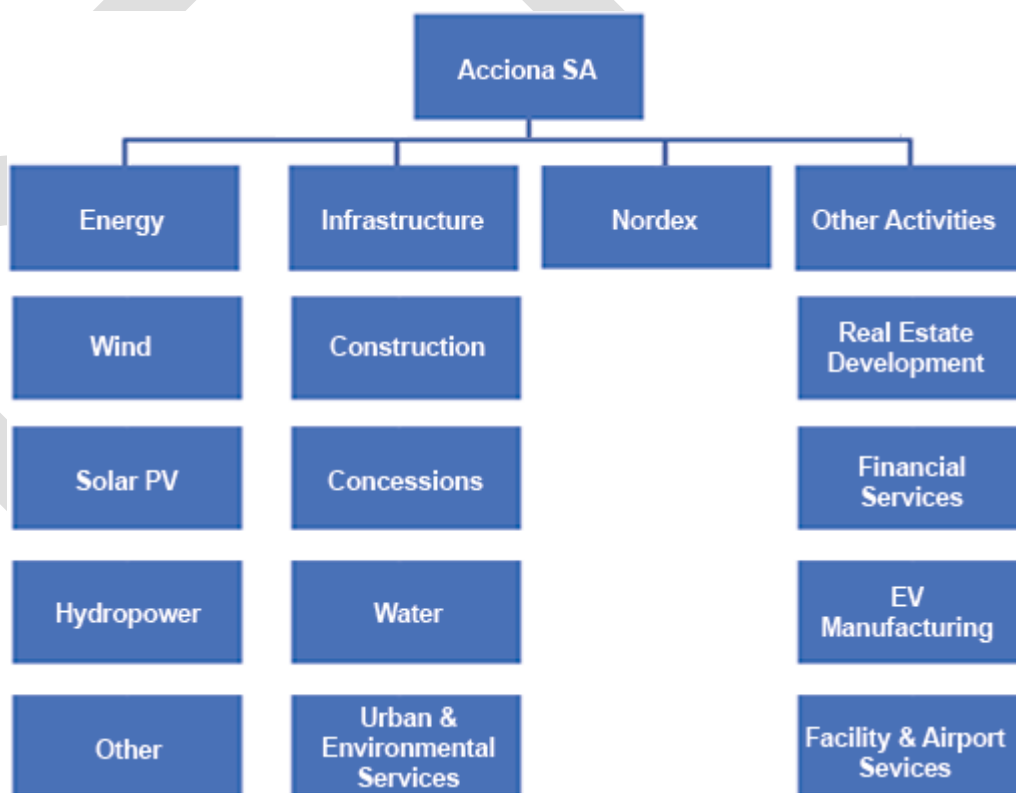 Acciona SA
Energy
Infrastructure
Nordex
Other Activities
Wind
Construction
Real Estate
Development
Solar PV
Concessions
Financial
Services
Hydropower
Water
EV
Manufacturing
Other
Urban &
Environmental
Services
Facility & Airport
Sevices